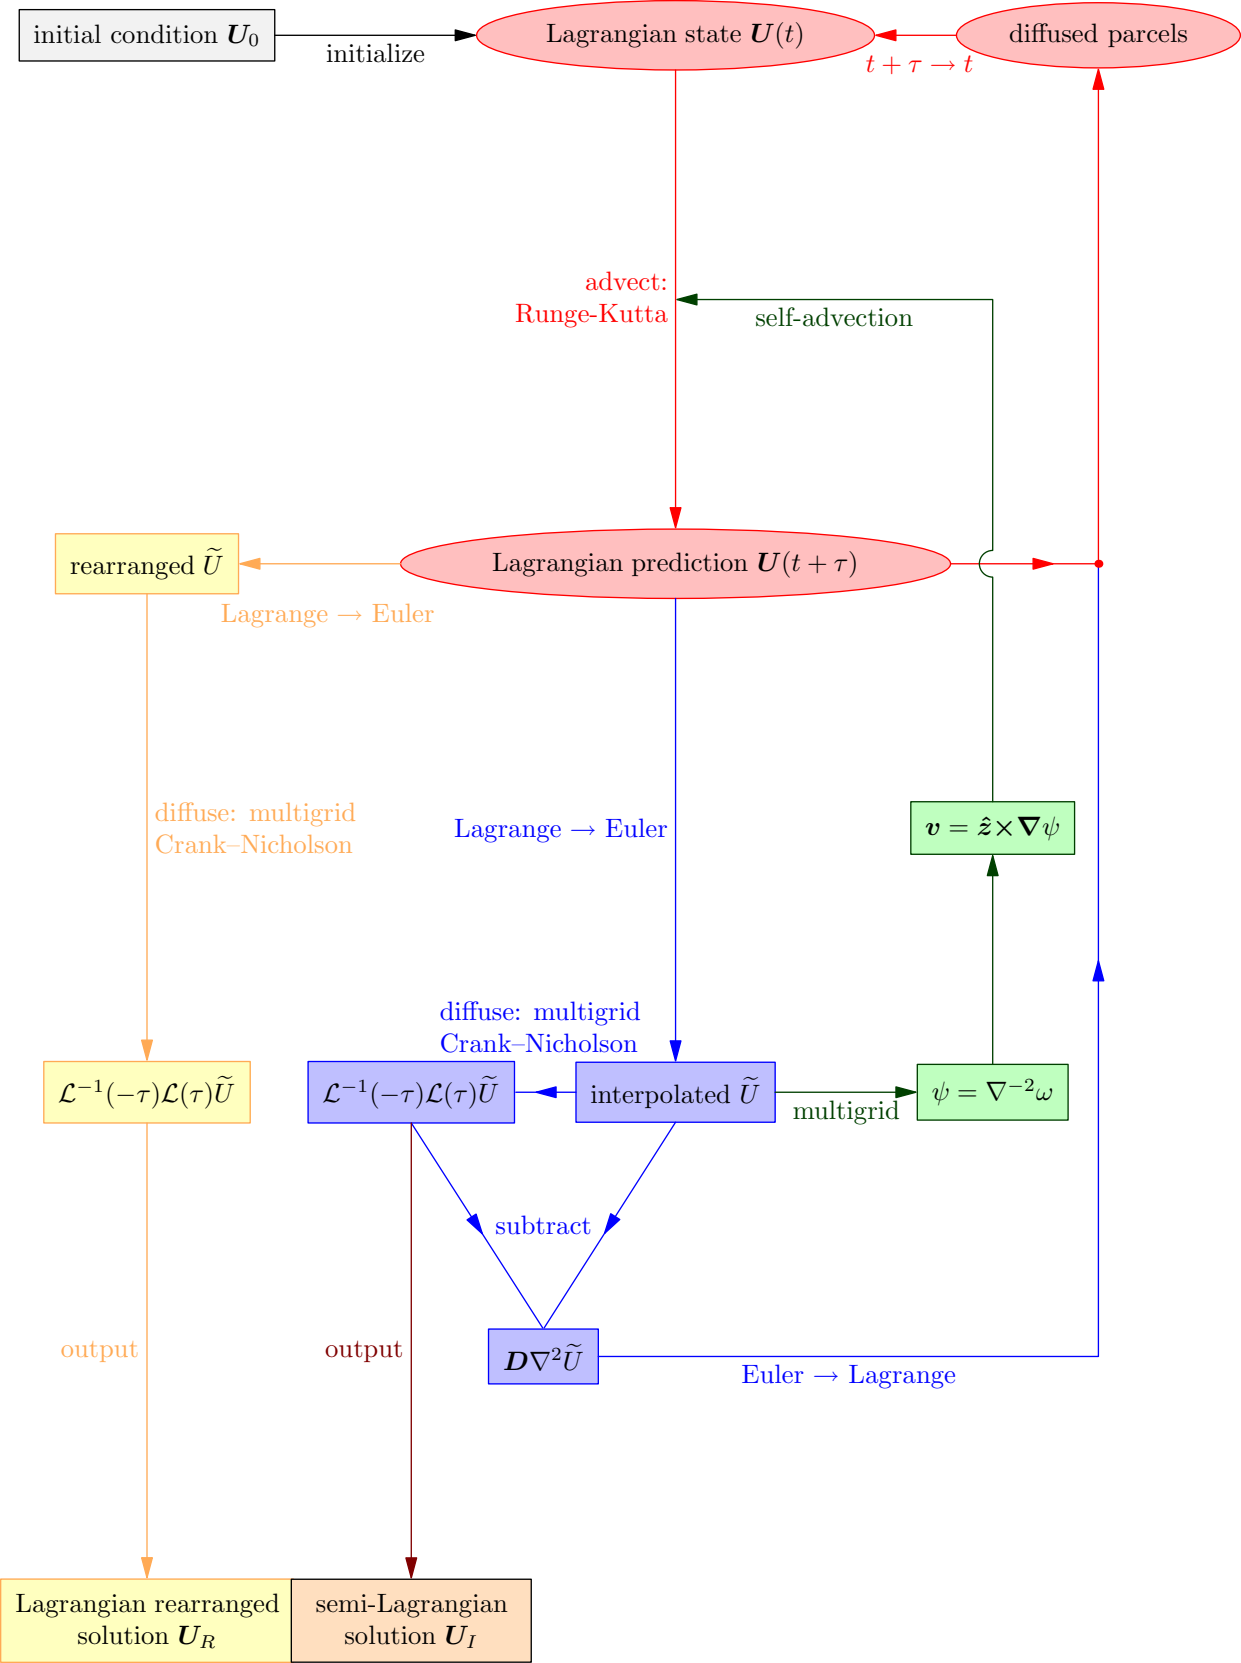 initial condition U₀
initialize
Lagrangian state U(t)
t + τ → t
diffused parcels
advect:
Runge-Kutta
self-advection
rearranged Ũ
Lagrange → Euler
Lagrangian prediction U(t + τ)
diffuse: multigrid
Crank–Nicholson
Lagrange → Euler
v = ẑ×∇ψ
diffuse: multigrid
Crank–Nicholson
ℒ⁻¹(−τ)ℒ(τ)Ũ
ℒ⁻¹(−τ)ℒ(τ)Ũ
interpolated Ũ
multigrid
ψ = ∇⁻²ω
subtract
output
output
D∇²Ũ
Euler → Lagrange
Lagrangian rearranged
solution U_R
semi-Lagrangian
solution U_I